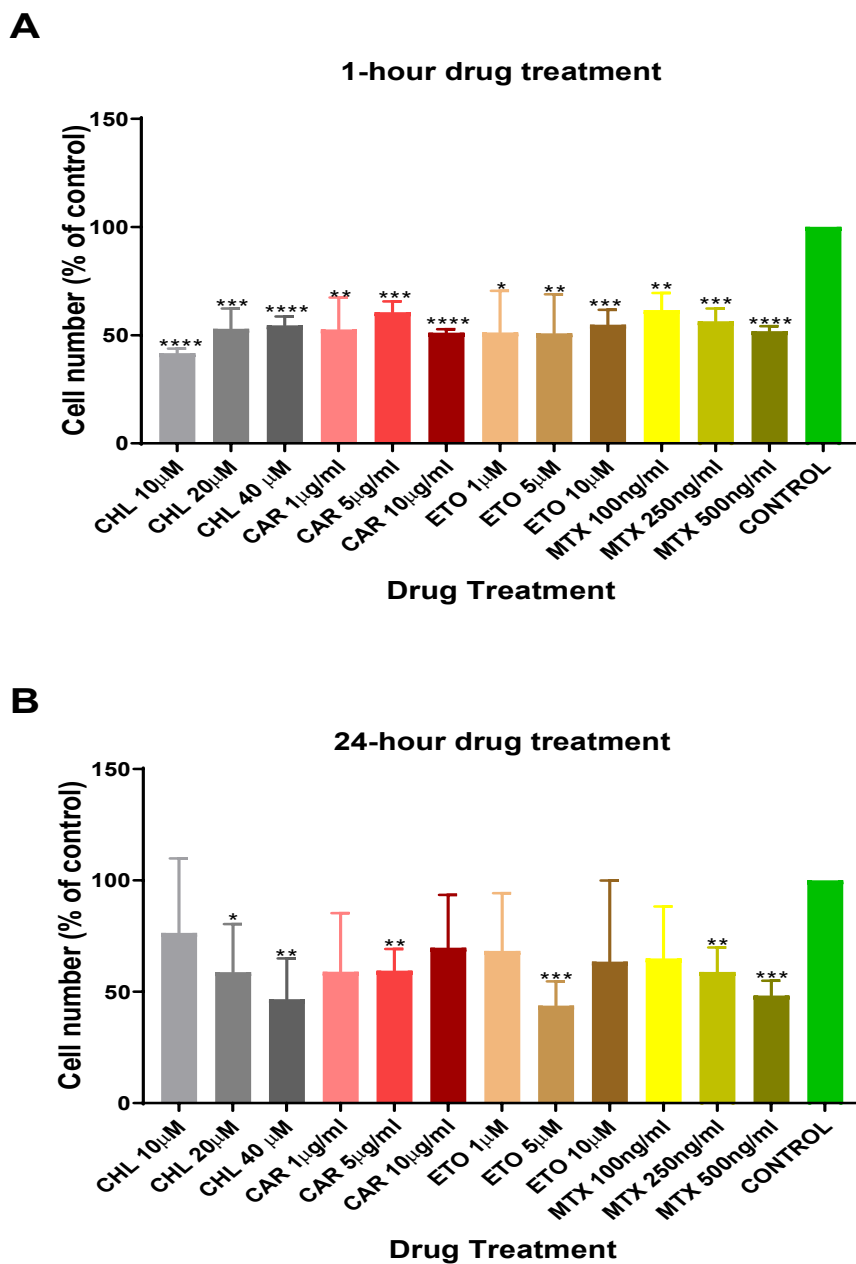 A
1-hour drug treatment
Cell number (% of control)
150
100
50
0
**** *** **** ** *** **** * ** *** ** *** ****
CHL 10μM
CHL 20μM
CHL 40 μM
CAR 1μg/ml
CAR 5μg/ml
CAR 10μg/ml
ETO 1μM
ETO 5μM
ETO 10μM
MTX 100ng/ml
MTX 250ng/ml
MTX 500ng/ml
CONTROL
Drug Treatment
B
24-hour drug treatment
Cell number (% of control)
150
100
50
0
* ** ** *** ** ***
CHL 10μM
CHL 20μM
CHL 40 μM
CAR 1μg/ml
CAR 5μg/ml
CAR 10μg/ml
ETO 1μM
ETO 5μM
ETO 10μM
MTX 100ng/ml
MTX 250ng/ml
MTX 500ng/ml
CONTROL
Drug Treatment